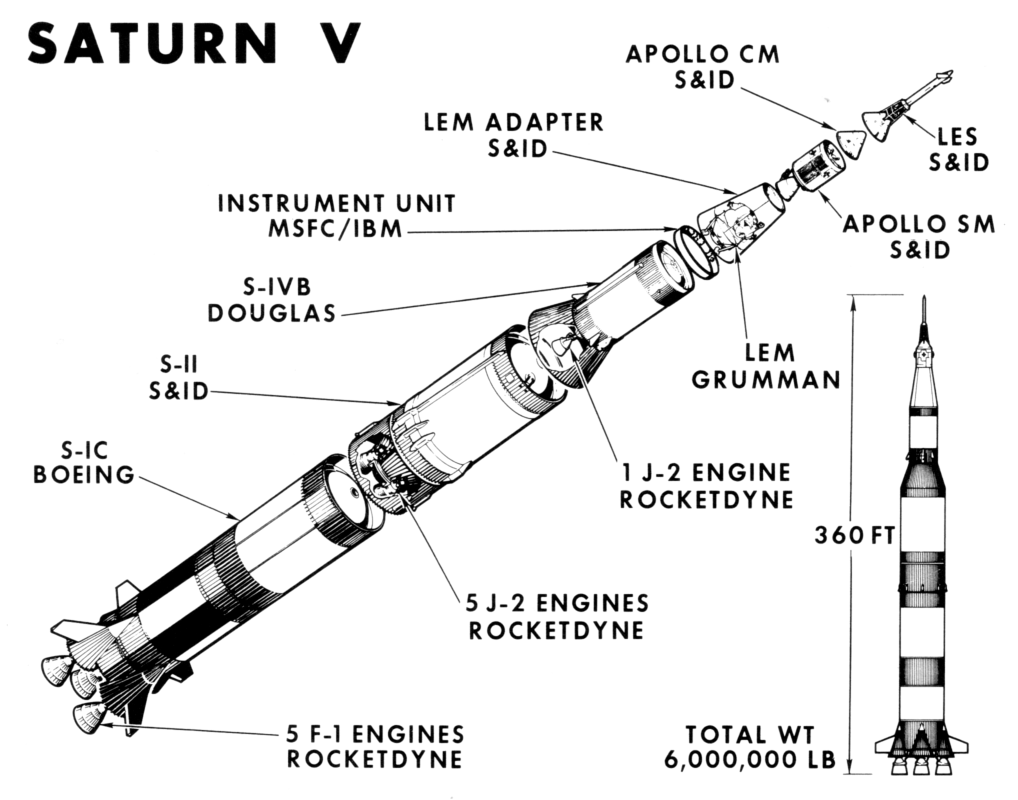 SATURN V
APOLLO CM
S&ID
LEM ADAPTER
S&ID
LES
S&ID
INSTRUMENT UNIT
MSFC/IBM
APOLLO SM
S&ID
S-IVB
DOUGLAS
LEM
GRUMMAN
S-II
S&ID
S-IC
BOEING
1 J-2 ENGINE
ROCKETDYNE
360 FT
5 J-2 ENGINES
ROCKETDYNE
5 F-1 ENGINES
ROCKETDYNE
TOTAL WT
6,000,000 LB